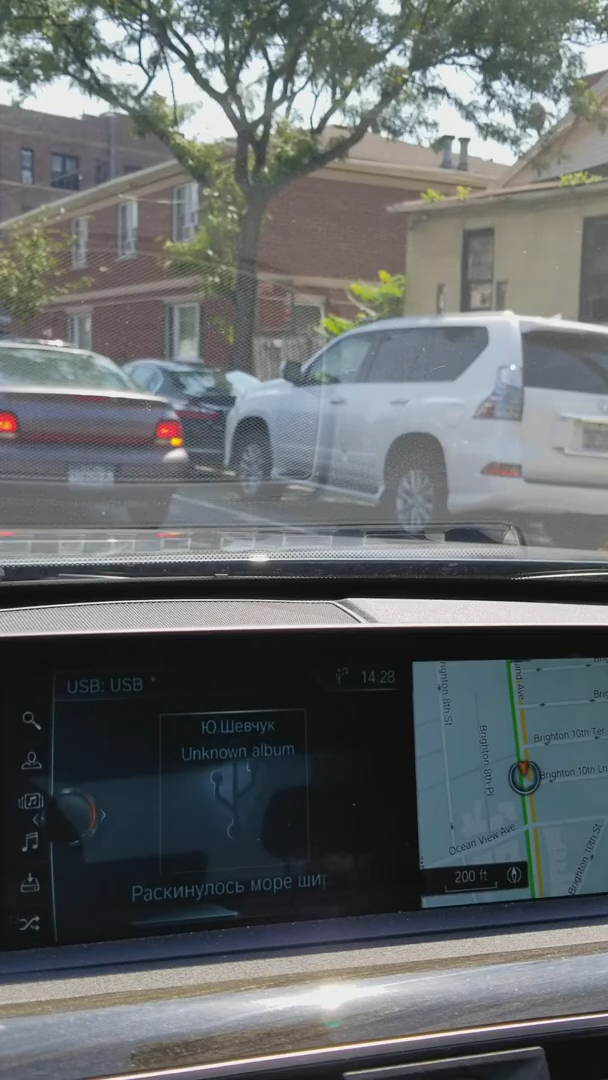 USB: USB
14:28
Ю.Шевчук
Unknown album
Раскинулось море шир
Brighton 8th Pl
Brighton 10th Ter
Brighton 10th Ln
Ocean View Ave
Brighton 10th St
200 ft